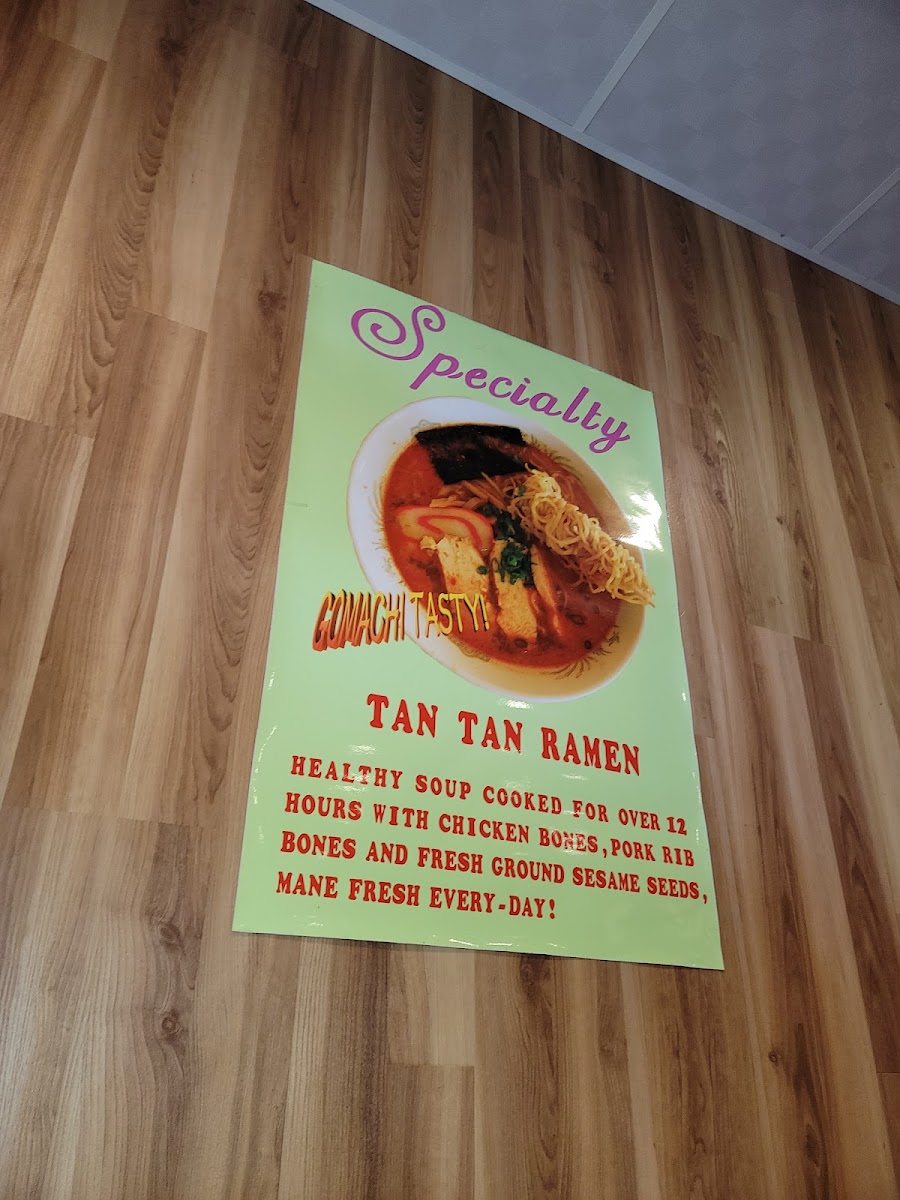 Specialty
GOMACHI TASTY!
TAN TAN RAMEN
HEALTHY SOUP COOKED FOR OVER 12
HOURS WITH CHICKEN BONES, PORK RIB
BONES AND FRESH GROUND SESAME SEEDS,
MANE FRESH EVERY-DAY!